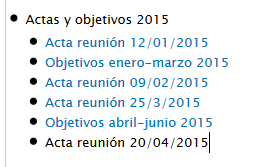 Actas y objetivos 2015
Acta reunión 12/01/2015
Objetivos enero-marzo 2015
Acta reunión 09/02/2015
Acta reunión 25/3/2015
Objetivos abril-junio 2015
Acta reunión 20/04/2015